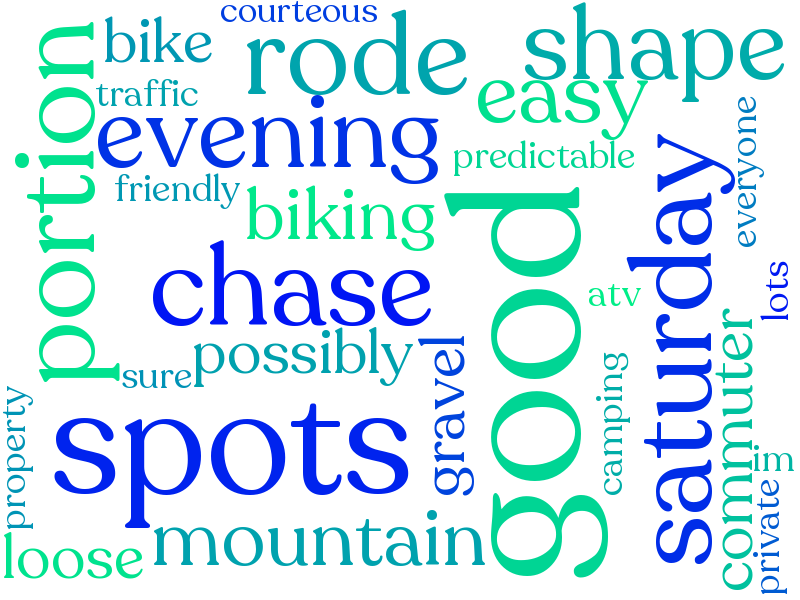 courteous
bike
rode
shape
traffic
easy
portion
evening
predictable
everyone
friendly
biking
good
saturday
chase
atv
lots
possibly
sure
gravel
camping
commuter
property
spots
im
private
mountain
loose